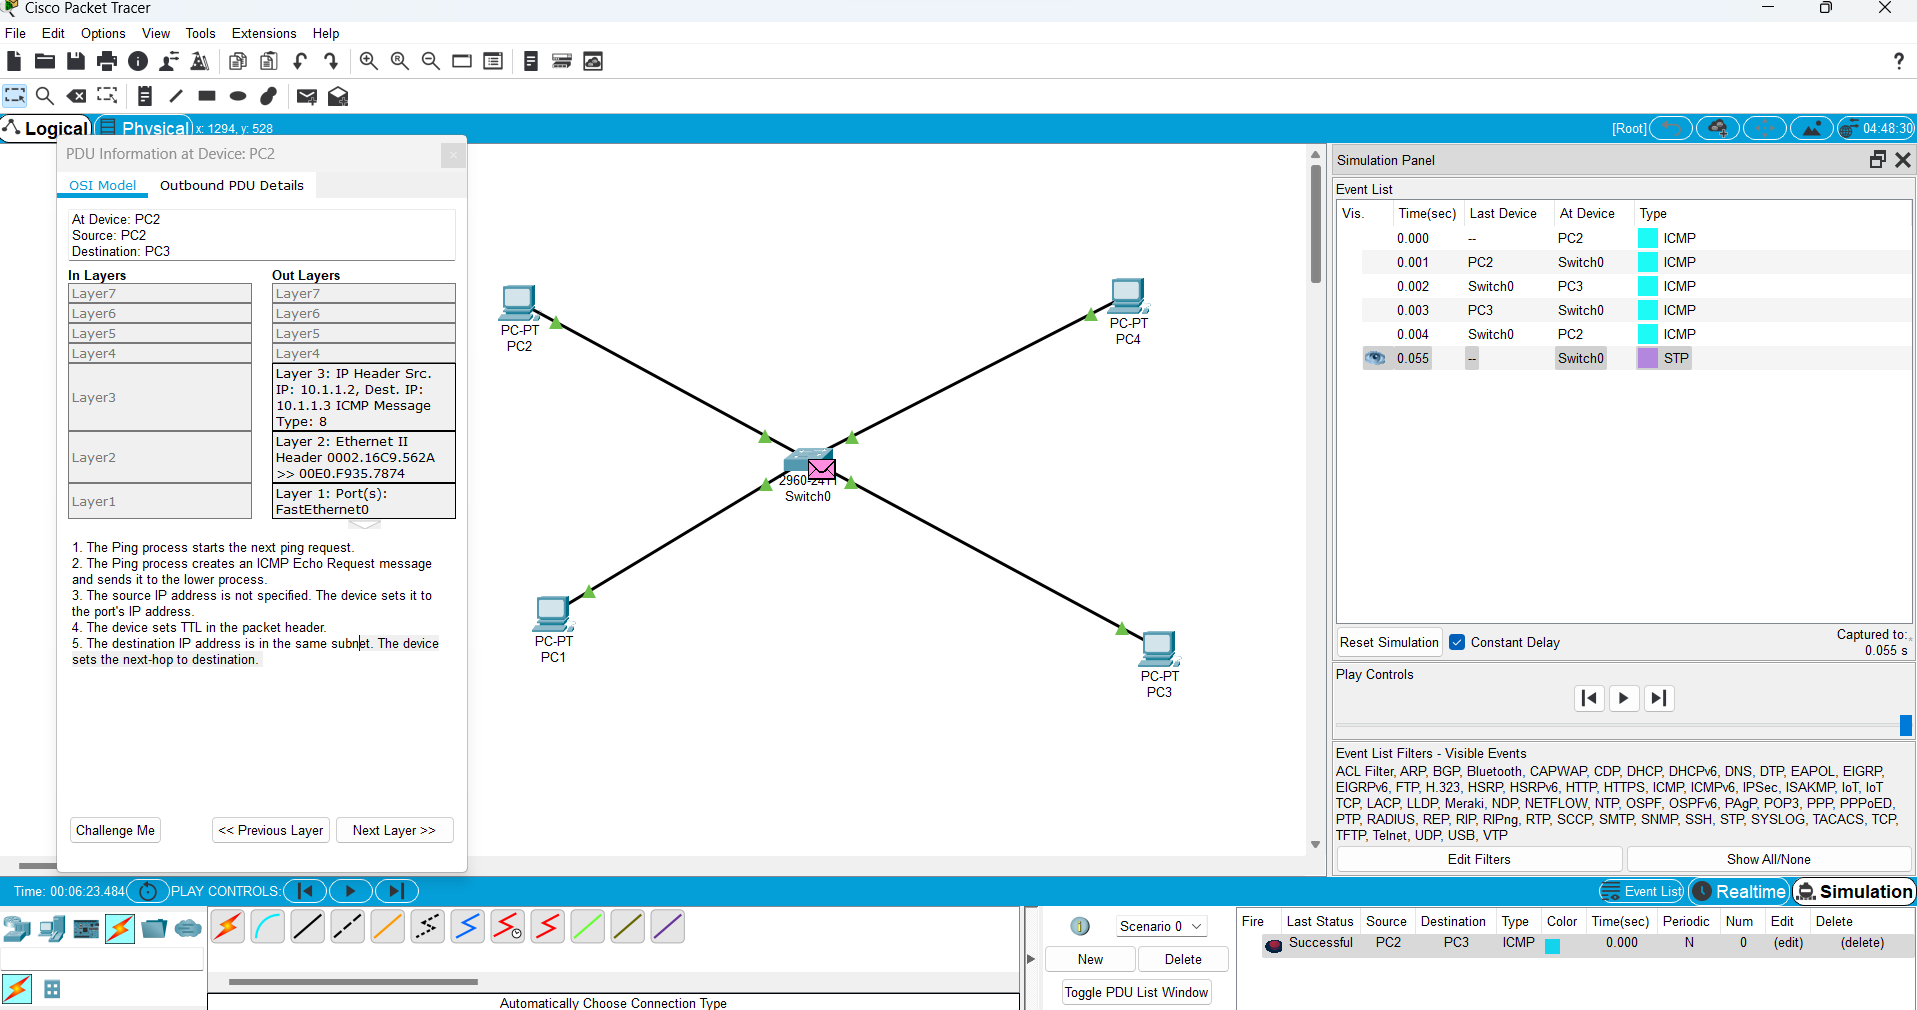 Cisco Packet Tracer
File Edit Options View Tools Extensions Help
Logical Physical x: 1294, y: 528 [Root] 04:48:30
PDU Information at Device: PC2
OSI Model Outbound PDU Details
At Device: PC2
Source: PC2
Destination: PC3
In Layers Out Layers
Layer7 Layer7
Layer6 Layer6
Layer5 Layer5
Layer4 Layer4
Layer3
Layer 3: IP Header Src.
IP: 10.1.1.2, Dest. IP:
10.1.1.3 ICMP Message
Type: 8
Layer2
Layer 2: Ethernet II
Header 0002.16C9.562A
>> 00E0.F935.7874
Layer1
Layer 1: Port(s):
FastEthernet0
1. The Ping process starts the next ping request.
2. The Ping process creates an ICMP Echo Request message
and sends it to the lower process.
3. The source IP address is not specified. The device sets it to
the port's IP address.
4. The device sets TTL in the packet header.
5. The destination IP address is in the same subnet. The device
sets the next-hop to destination.
Challenge Me << Previous Layer Next Layer >>
PC-PT
PC2
PC-PT
PC4
2960-24TT
Switch0
PC-PT
PC1
PC-PT
PC3
Simulation Panel
Event List
Vis. Time(sec) Last Device At Device Type
0.000 -- PC2 ICMP
0.001 PC2 Switch0 ICMP
0.002 Switch0 PC3 ICMP
0.003 PC3 Switch0 ICMP
0.004 Switch0 PC2 ICMP
0.055 -- Switch0 STP
Reset Simulation Constant Delay Captured to:
0.055 s
Play Controls
Event List Filters - Visible Events
ACL Filter, ARP, BGP, Bluetooth, CAPWAP, CDP, DHCP, DHCPv6, DNS, DTP, EAPOL, EIGRP,
EIGRPv6, FTP, H.323, HSRP, HSRPv6, HTTP, HTTPS, ICMP, ICMPv6, IPSec, ISAKMP, IoT, IoT
TCP, LACP, LLDP, Meraki, NDP, NETFLOW, NTP, OSPF, OSPFv6, PAgP, POP3, PPP, PPPoED,
PTP, RADIUS, REP, RIP, RIPng, RTP, SCCP, SMTP, SNMP, SSH, STP, SYSLOG, TACACS, TCP,
TFTP, Telnet, UDP, USB, VTP
Edit Filters Show All/None
Time: 00:06:23.484 PLAY CONTROLS: Event List Realtime Simulation
Scenario 0
New Delete
Toggle PDU List Window
Fire Last Status Source Destination Type Color Time(sec) Periodic Num Edit Delete
Successful PC2 PC3 ICMP 0.000 N 0 (edit) (delete)
Automatically Choose Connection Type